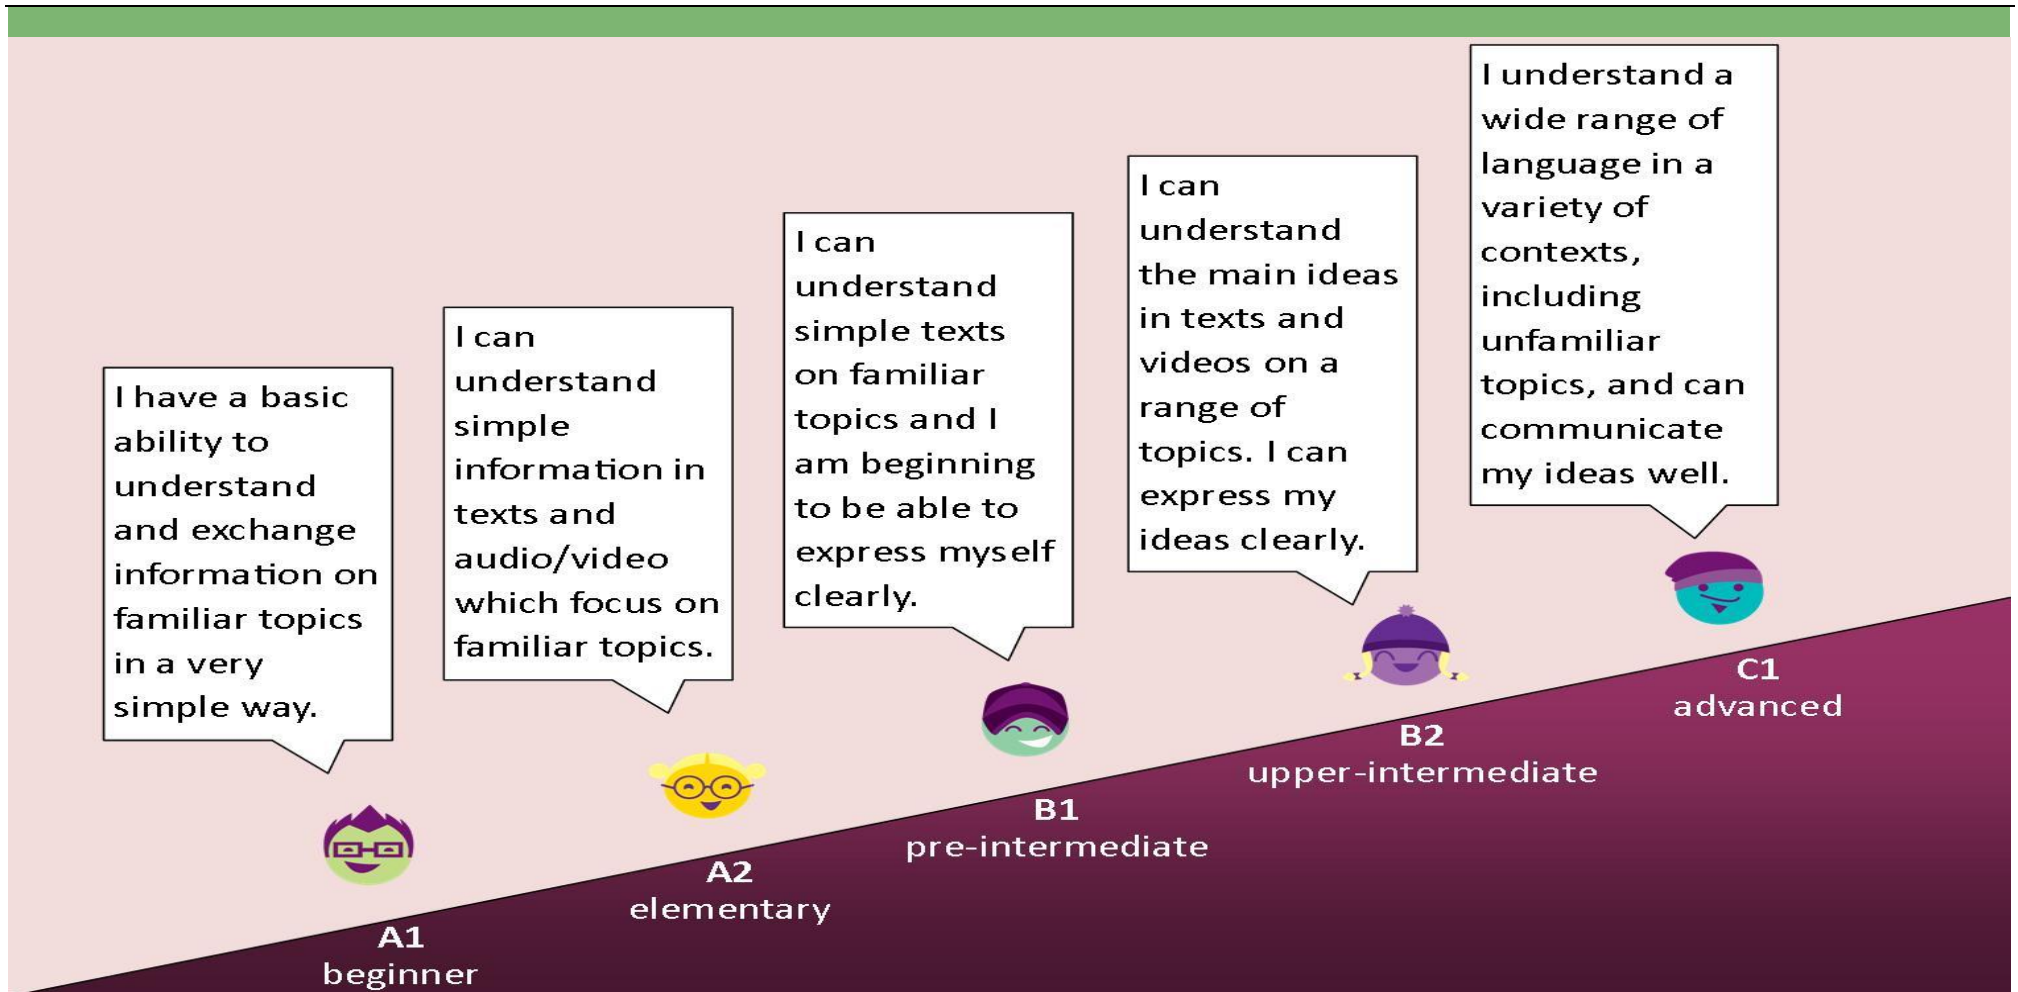 I have a basic
ability to
understand
and exchange
information on
familiar topics
in a very
simple way.
A1
beginner
I can
understand
simple
information in
texts and
audio/video
which focus on
familiar topics.
A2
elementary
I can
understand
simple texts
on familiar
topics and I
am beginning
to be able to
express myself
clearly.
B1
pre-intermediate
I can
understand
the main ideas
in texts and
videos on a
range of
topics. I can
express my
ideas clearly.
B2
upper-intermediate
I understand a
wide range of
language in a
variety of
contexts,
including
unfamiliar
topics, and can
communicate
my ideas well.
C1
advanced